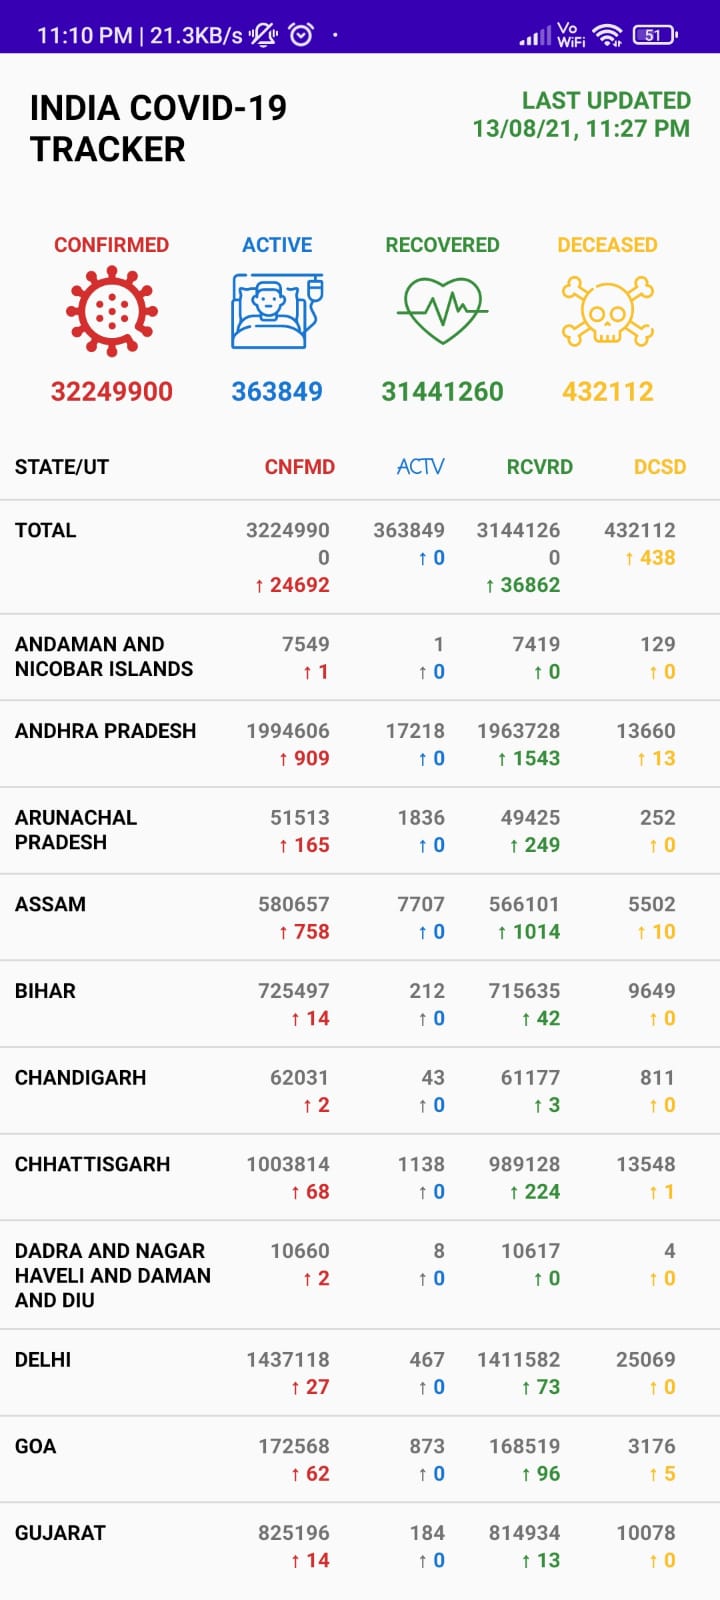 11:10 PM | 21.3KB/s
Vo WiFi 51
INDIA COVID-19
TRACKER
LAST UPDATED
13/08/21, 11:27 PM
CONFIRMED ACTIVE RECOVERED DECEASED
32249900 363849 31441260 432112
STATE/UT CNFMD ACTV RCVRD DCSD
TOTAL 3224990 363849 3144126 432112
0 ↑ 0 0 ↑ 438
↑ 24692 ↑ 36862
ANDAMAN AND 7549 1 7419 129
NICOBAR ISLANDS ↑ 1 ↑ 0 ↑ 0 ↑ 0
ANDHRA PRADESH 1994606 17218 1963728 13660
↑ 909 ↑ 0 ↑ 1543 ↑ 13
ARUNACHAL 51513 1836 49425 252
PRADESH ↑ 165 ↑ 0 ↑ 249 ↑ 0
ASSAM 580657 7707 566101 5502
↑ 758 ↑ 0 ↑ 1014 ↑ 10
BIHAR 725497 212 715635 9649
↑ 14 ↑ 0 ↑ 42 ↑ 0
CHANDIGARH 62031 43 61177 811
↑ 2 ↑ 0 ↑ 3 ↑ 0
CHHATTISGARH 1003814 1138 989128 13548
↑ 68 ↑ 0 ↑ 224 ↑ 1
DADRA AND NAGAR 10660 8 10617 4
HAVELI AND DAMAN ↑ 2 ↑ 0 ↑ 0 ↑ 0
AND DIU
DELHI 1437118 467 1411582 25069
↑ 27 ↑ 0 ↑ 73 ↑ 0
GOA 172568 873 168519 3176
↑ 62 ↑ 0 ↑ 96 ↑ 5
GUJARAT 825196 184 814934 10078
↑ 14 ↑ 0 ↑ 13 ↑ 0